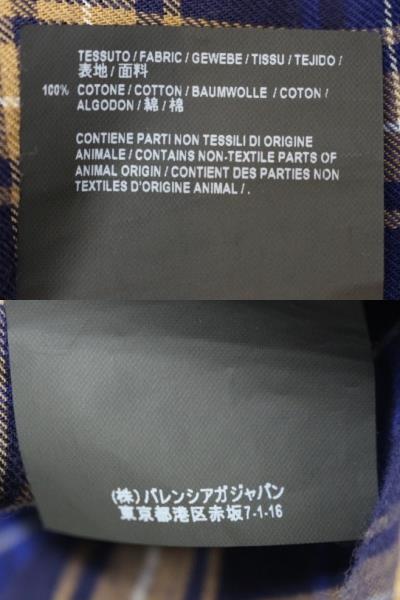 TESSUTO / FABRIC / GEWEBE / TISSU / TEJIDO /
表地 / 面料
100% COTONE / COTTON / BAUMWOLLE / COTON /
ALGODON / 綿 / 棉
CONTIENE PARTI NON TESSILI DI ORIGINE
ANIMALE / CONTAINS NON-TEXTILE PARTS OF
ANIMAL ORIGIN / CONTIENT DES PARTIES NON
TEXTILES D'ORIGINE ANIMAL / .
(株) バレンシアガジャパン
東京都港区赤坂7-1-16